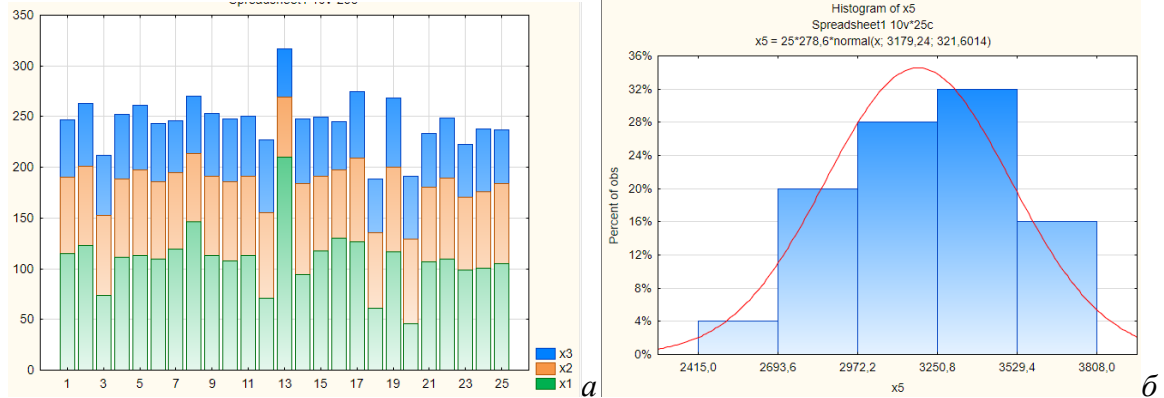 350
300
250
200
150
100
50
0
1 3 5 7 9 11 13 15 17 19 21 23 25
x3
x2
x1
а
Histogram of x5
Spreadsheet1 10v*25c
x5 = 25*278,6*normal(x; 3179,24; 321,6014)
Percent of obs
36%
32%
28%
24%
20%
16%
12%
8%
4%
0%
2415,0 2693,6 2972,2 3250,8 3529,4 3808,0
x5
б